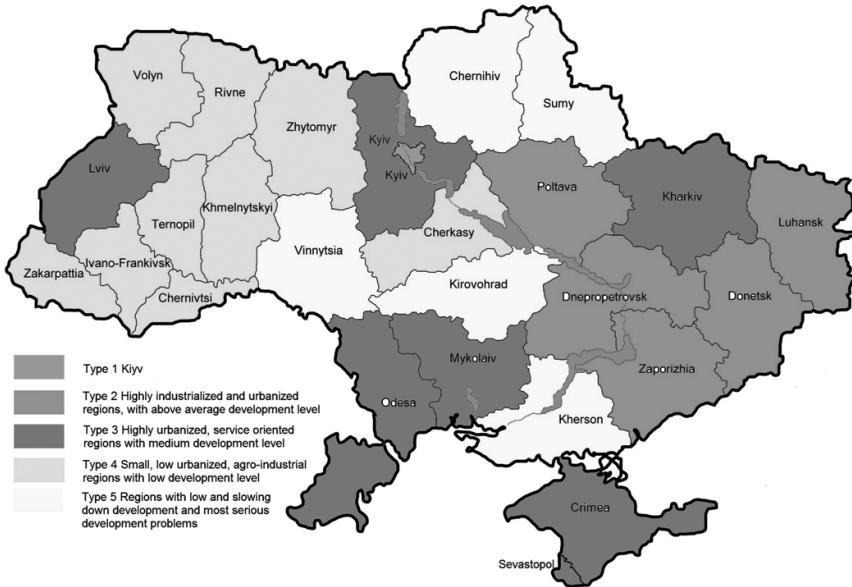 Volyn
Rivne
Chernihiv
Sumy
Zhytomyr
Kyiv
Kyiv
Lviv
Poltava
Kharkiv
Luhansk
Ternopil
Khmelnytskyi
Cherkasy
Vinnytsia
Ivano-Frankivsk
Zakarpattia
Chernivtsi
Kirovohrad
Dnepropetrovsk
Donetsk
Mykolaiv
Zaporizhia
Odesa
Kherson
Crimea
Sevastopol
Type 1 Kiyv
Type 2 Highly industrialized and urbanized
regions, with above average development level
Type 3 Highly urbanized, service oriented
regions with medium development level
Type 4 Small, low urbanized, agro-industrial
regions with low development level
Type 5 Regions with low and slowing
down development and most serious
development problems